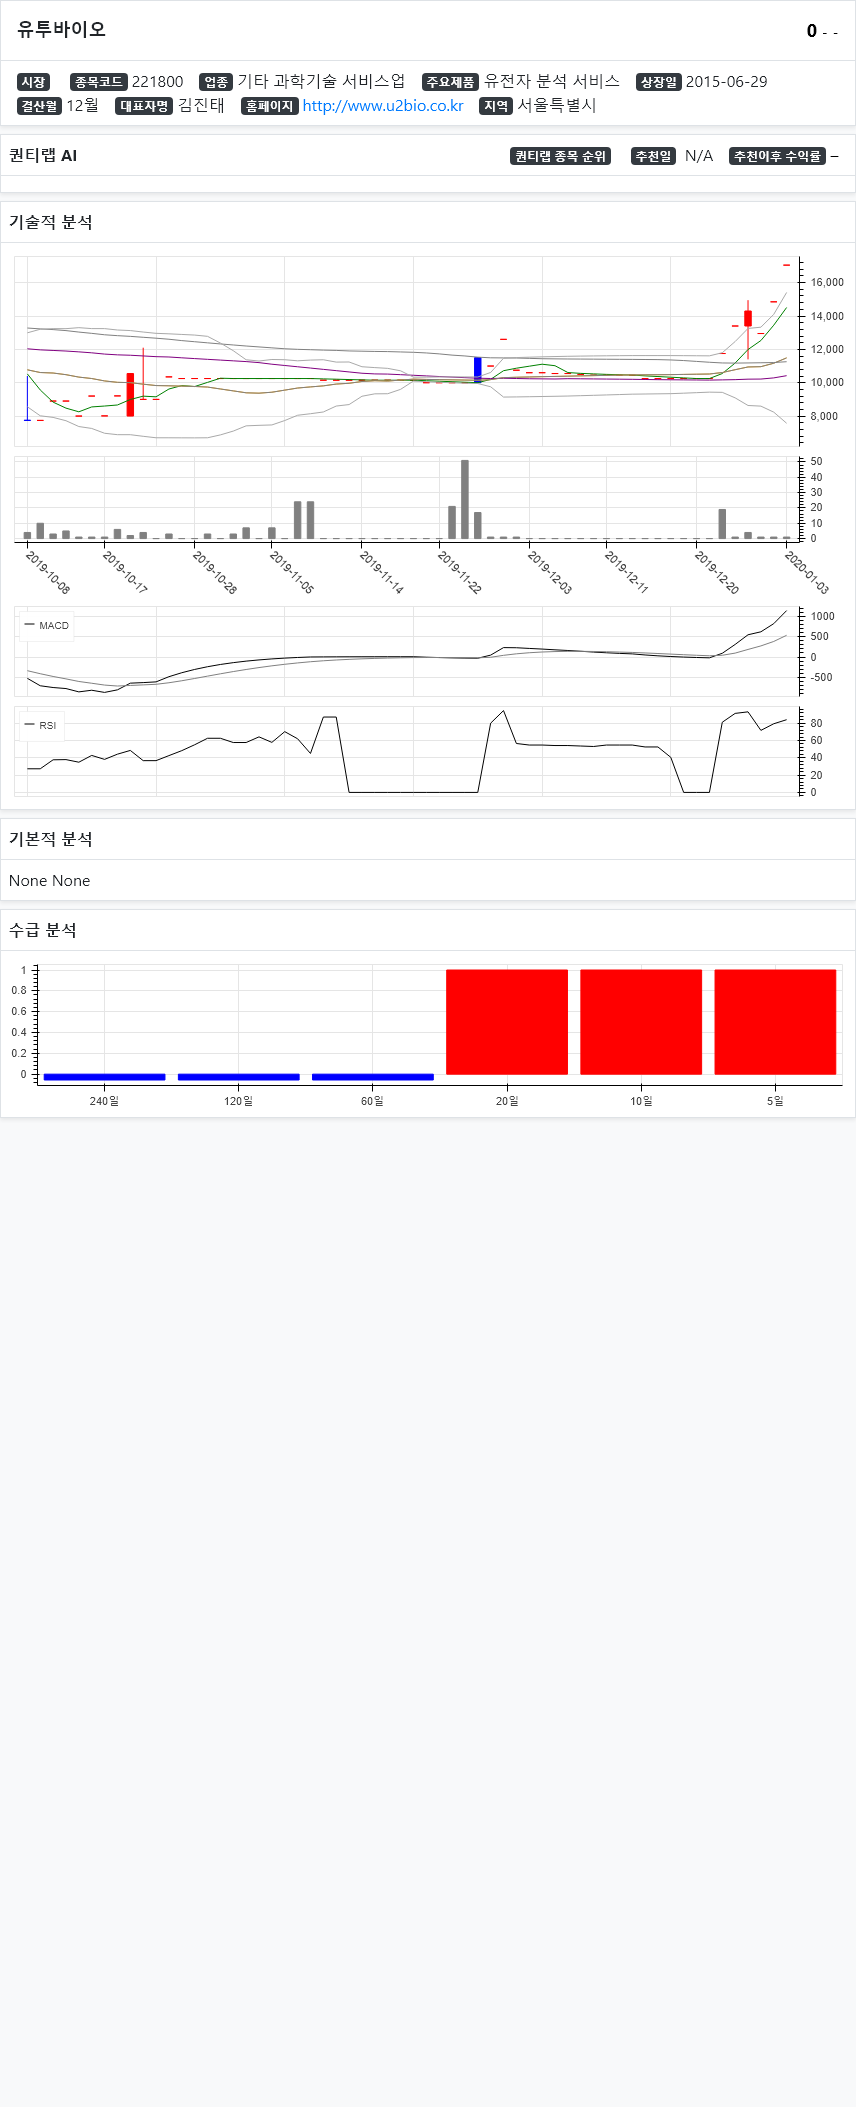 유투바이오
0 - -
시장 종목코드 221800 업종 기타 과학기술 서비스업 주요제품 유전자 분석 서비스 상장일 2015-06-29
결산월 12월 대표자명 김진태 홈페이지 http://www.u2bio.co.kr 지역 서울특별시
퀀티랩 AI
퀀티랩 종목 순위 추천일 N/A 추천이후 수익률 –
기술적 분석
16,000
14,000
12,000
10,000
8,000
50
40
30
20
10
0
2019-10-08
2019-10-17
2019-10-28
2019-11-05
2019-11-14
2019-11-22
2019-12-03
2019-12-11
2019-12-20
2020-01-03
MACD
1000
500
0
-500
RSI
80
60
40
20
0
기본적 분석
None None
수급 분석
1
0.8
0.6
0.4
0.2
0
240일
120일
60일
20일
10일
5일